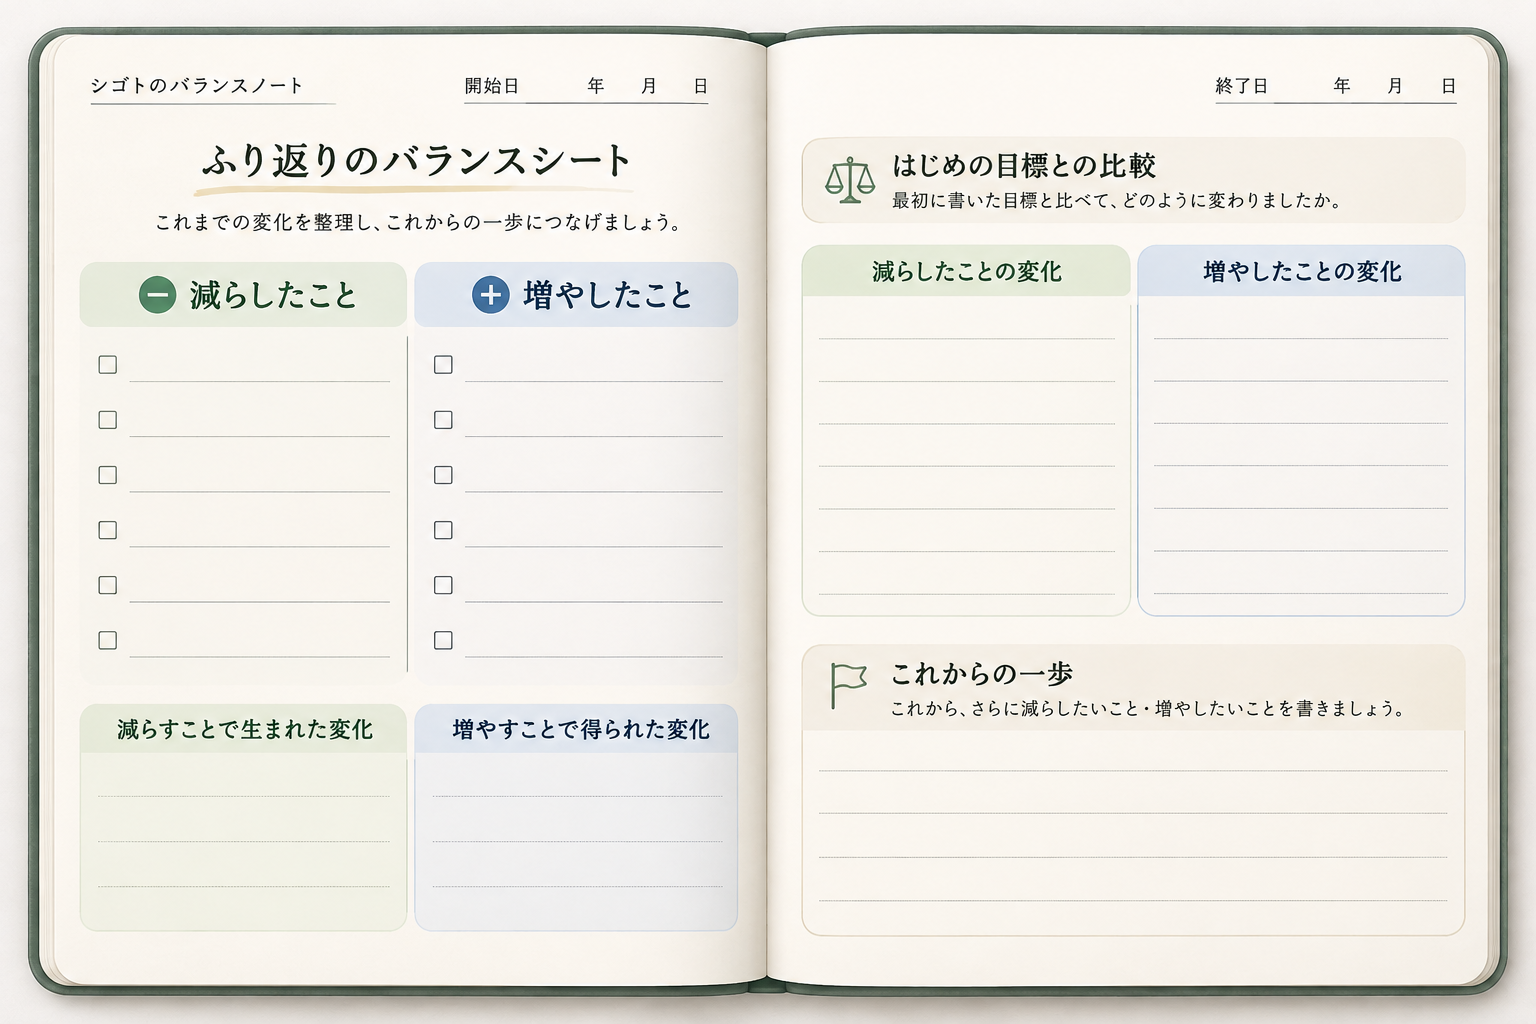 シゴトのバランスノート
開始日 年 月 日
ふり返りのバランスシート
これまでの変化を整理し、これからの一歩につなげましょう。
減らしたこと
増やしたこと
減らすことで生まれた変化
増やすことで得られた変化
終了日 年 月 日
はじめの目標との比較
最初に書いた目標と比べて、どのように変わりましたか。
減らしたことの変化
増やしたことの変化
これからの一歩
これから、さらに減らしたいこと・増やしたいことを書きましょう。